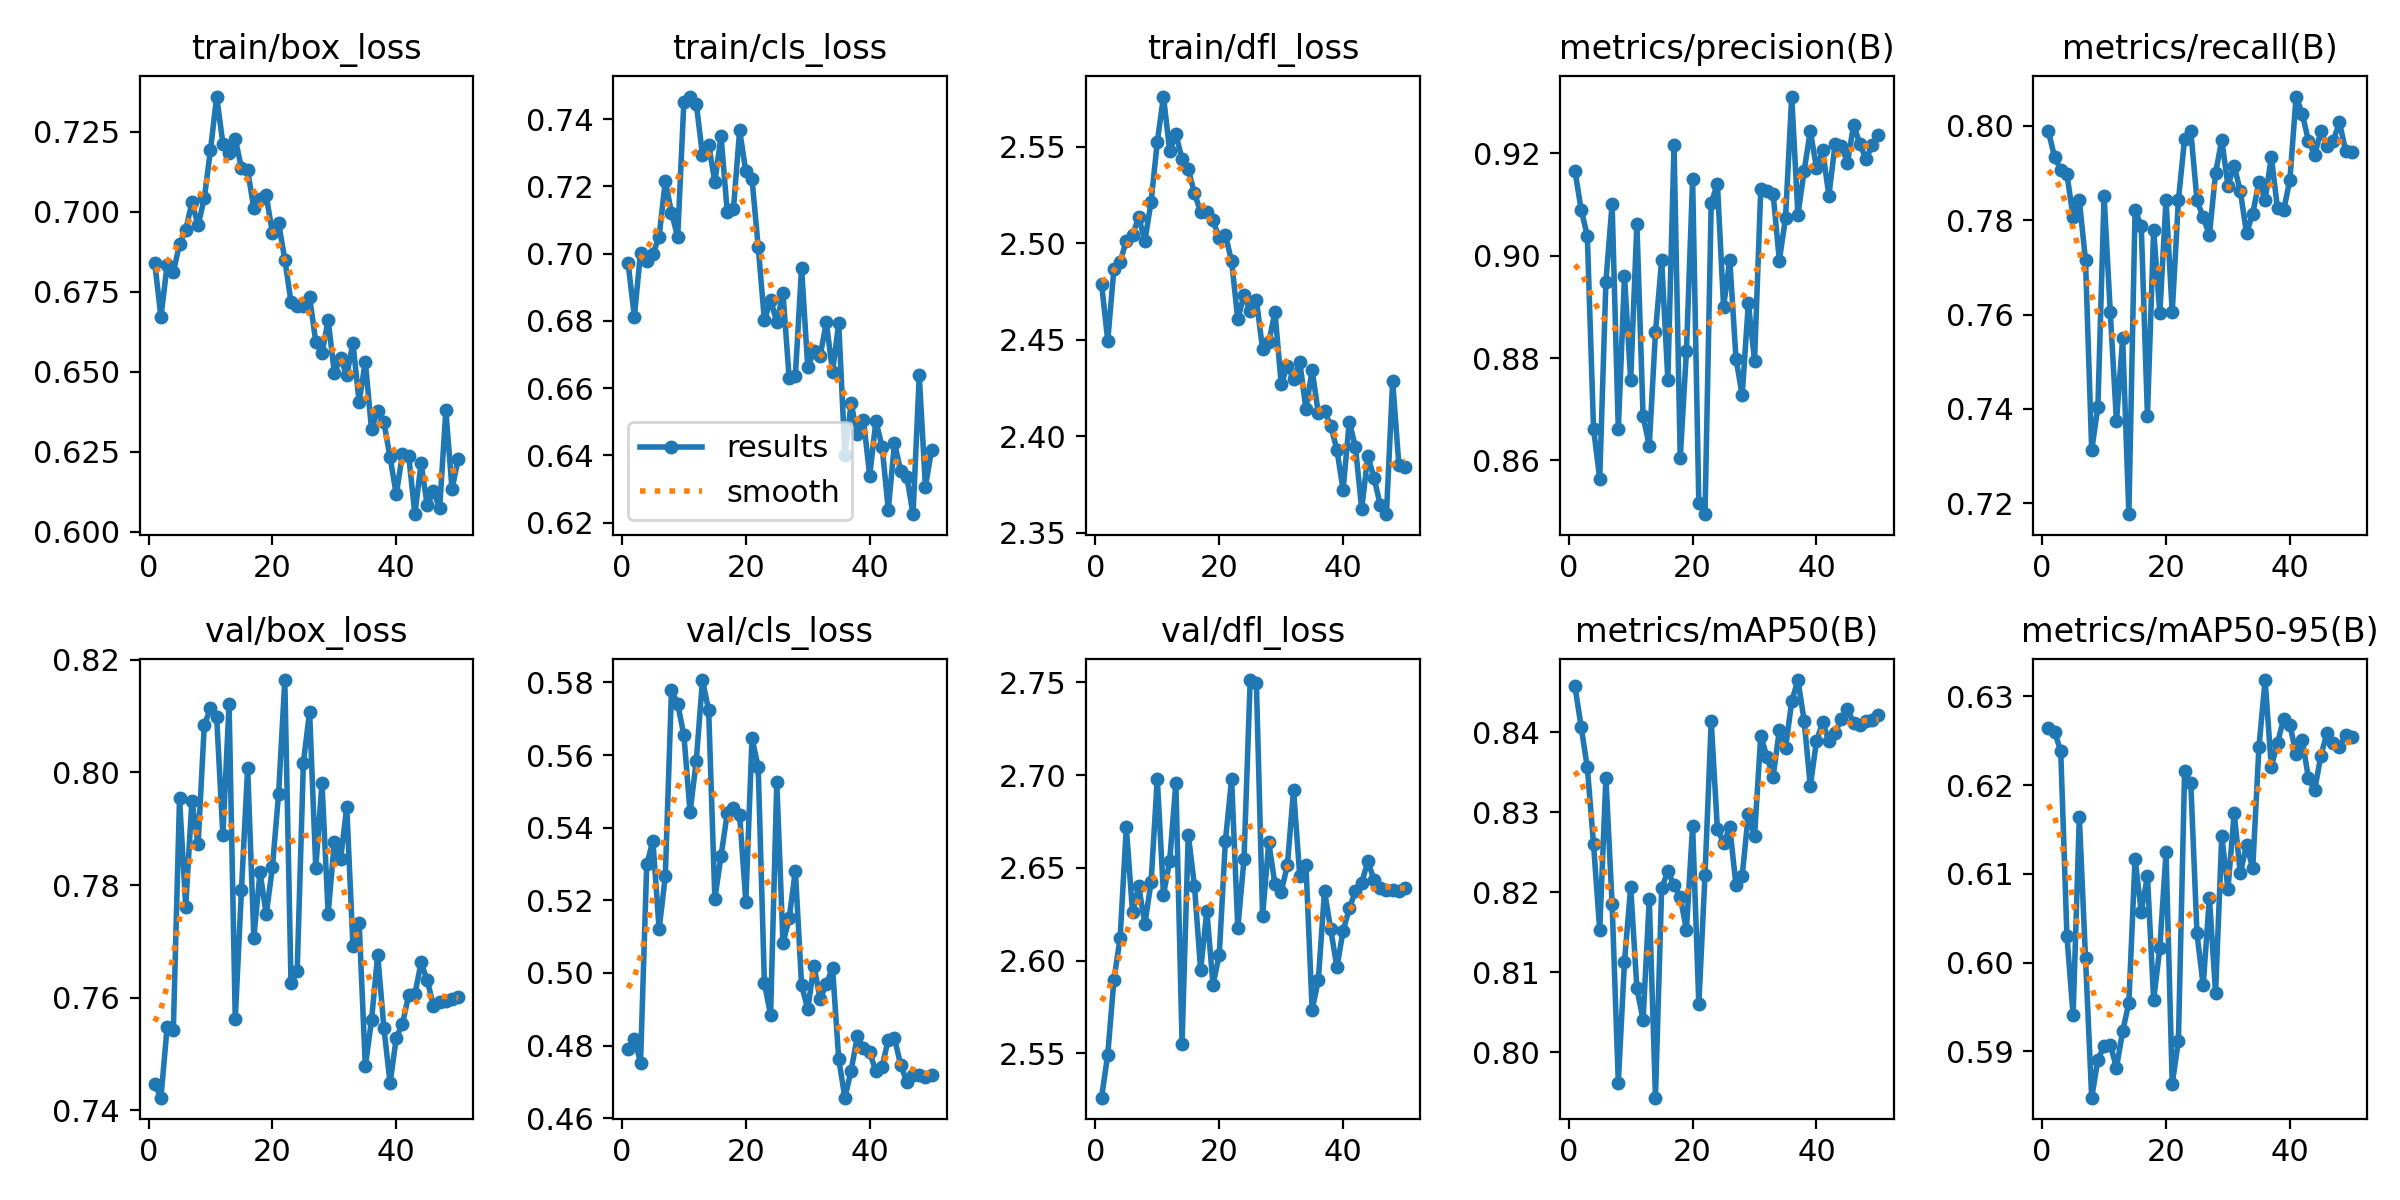 train/box_loss
train/cls_loss
train/dfl_loss
metrics/precision(B)
metrics/recall(B)
0.725
0.700
0.675
0.650
0.625
0.600
0 20 40
0.74
0.72
0.70
0.68
0.66
0.64
0.62
results
smooth
0 20 40
2.55
2.50
2.45
2.40
2.35
0 20 40
0.92
0.90
0.88
0.86
0 20 40
0.80
0.78
0.76
0.74
0.72
0 20 40
val/box_loss
val/cls_loss
val/dfl_loss
metrics/mAP50(B)
metrics/mAP50-95(B)
0.82
0.80
0.78
0.76
0.74
0 20 40
0.58
0.56
0.54
0.52
0.50
0.48
0.46
0 20 40
2.75
2.70
2.65
2.60
2.55
0 20 40
0.84
0.83
0.82
0.81
0.80
0 20 40
0.63
0.62
0.61
0.60
0.59
0 20 40